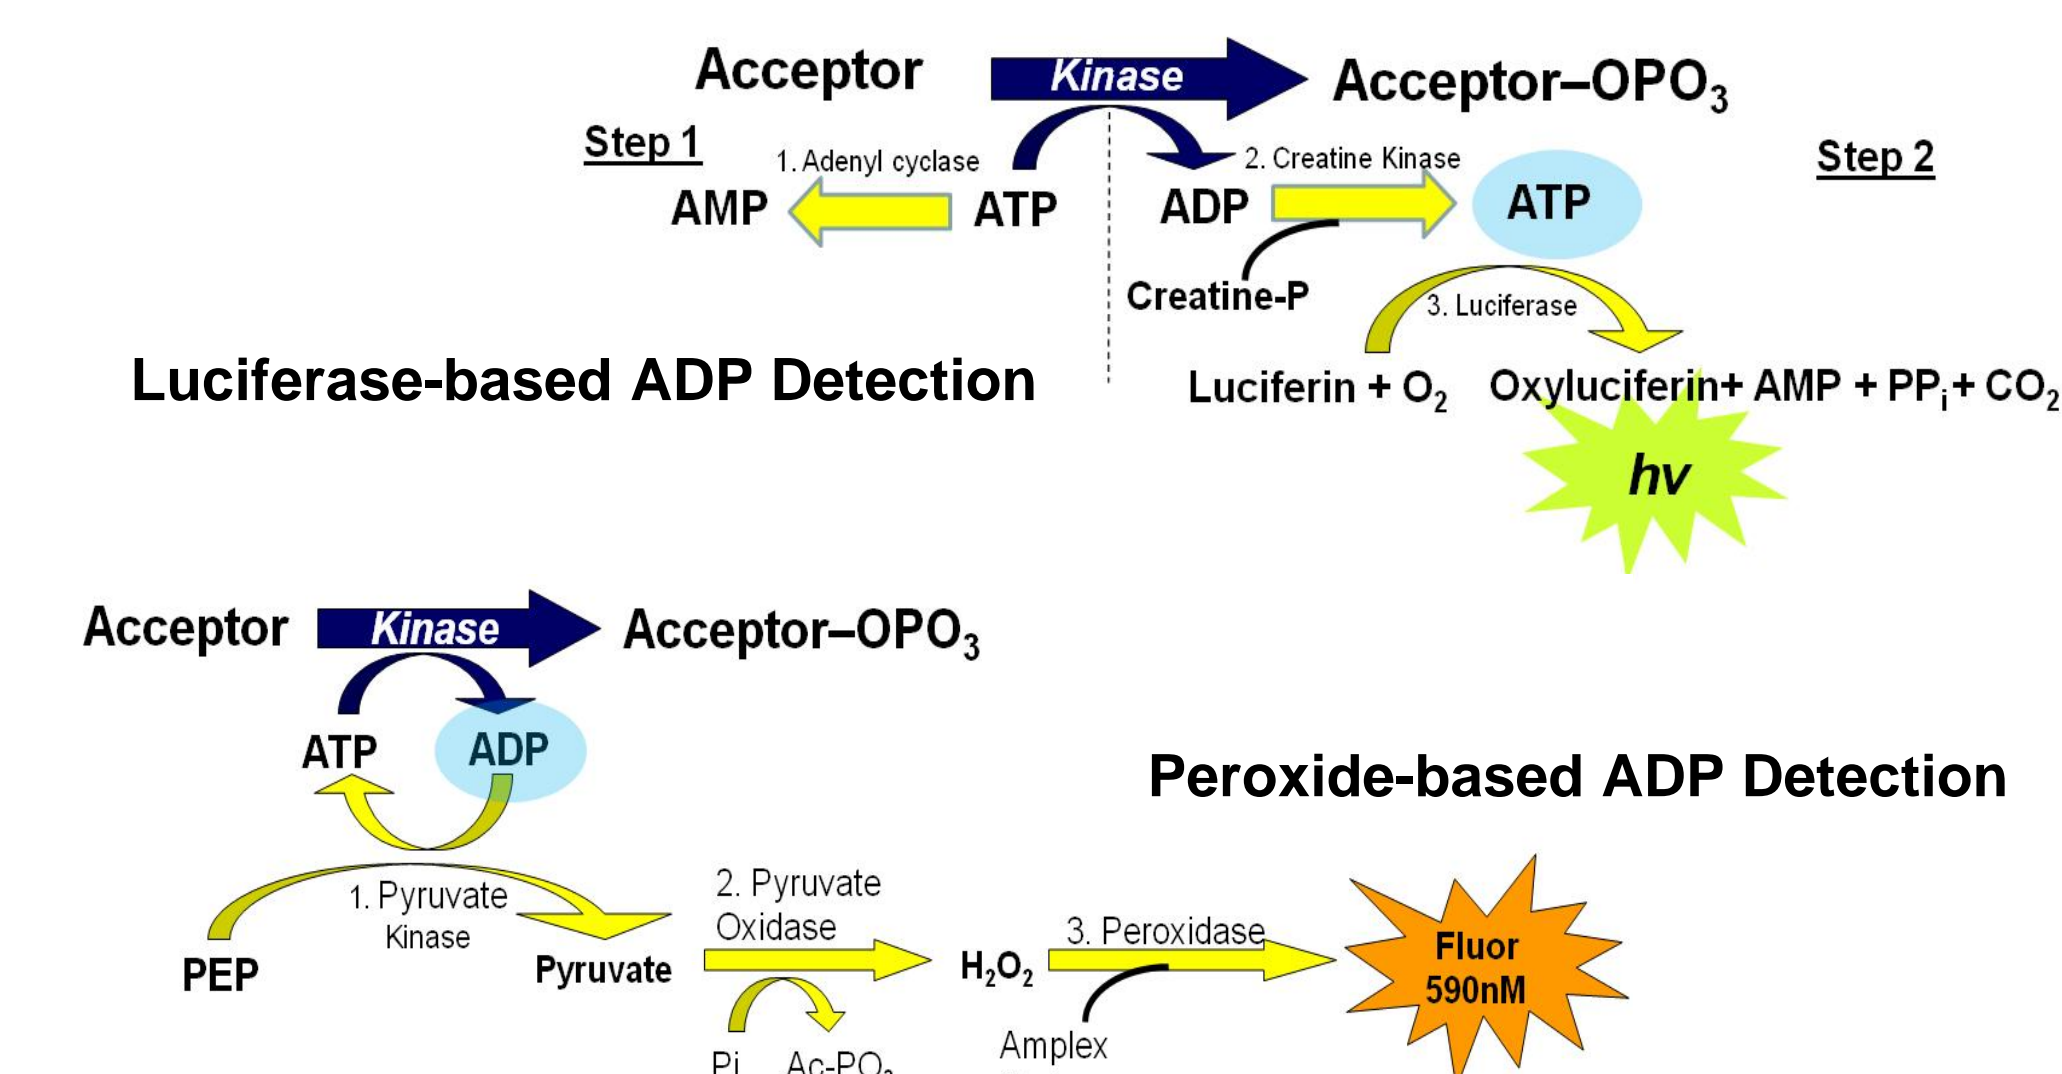 Acceptor Kinase Acceptor–OPO₃
Step 1 1. Adenyl cyclase 2. Creatine Kinase Step 2
AMP ATP ADP ATP
Creatine-P 3. Luciferase
Luciferase-based ADP Detection
Luciferin + O₂ Oxyluciferin+ AMP + PPᵢ+ CO₂
hv
Acceptor Kinase Acceptor–OPO₃
ATP ADP
Peroxide-based ADP Detection
1. Pyruvate
Kinase
2. Pyruvate
Oxidase
3. Peroxidase
PEP Pyruvate H₂O₂
Fluor
590nM
Pi Ac-PO₃
Amplex